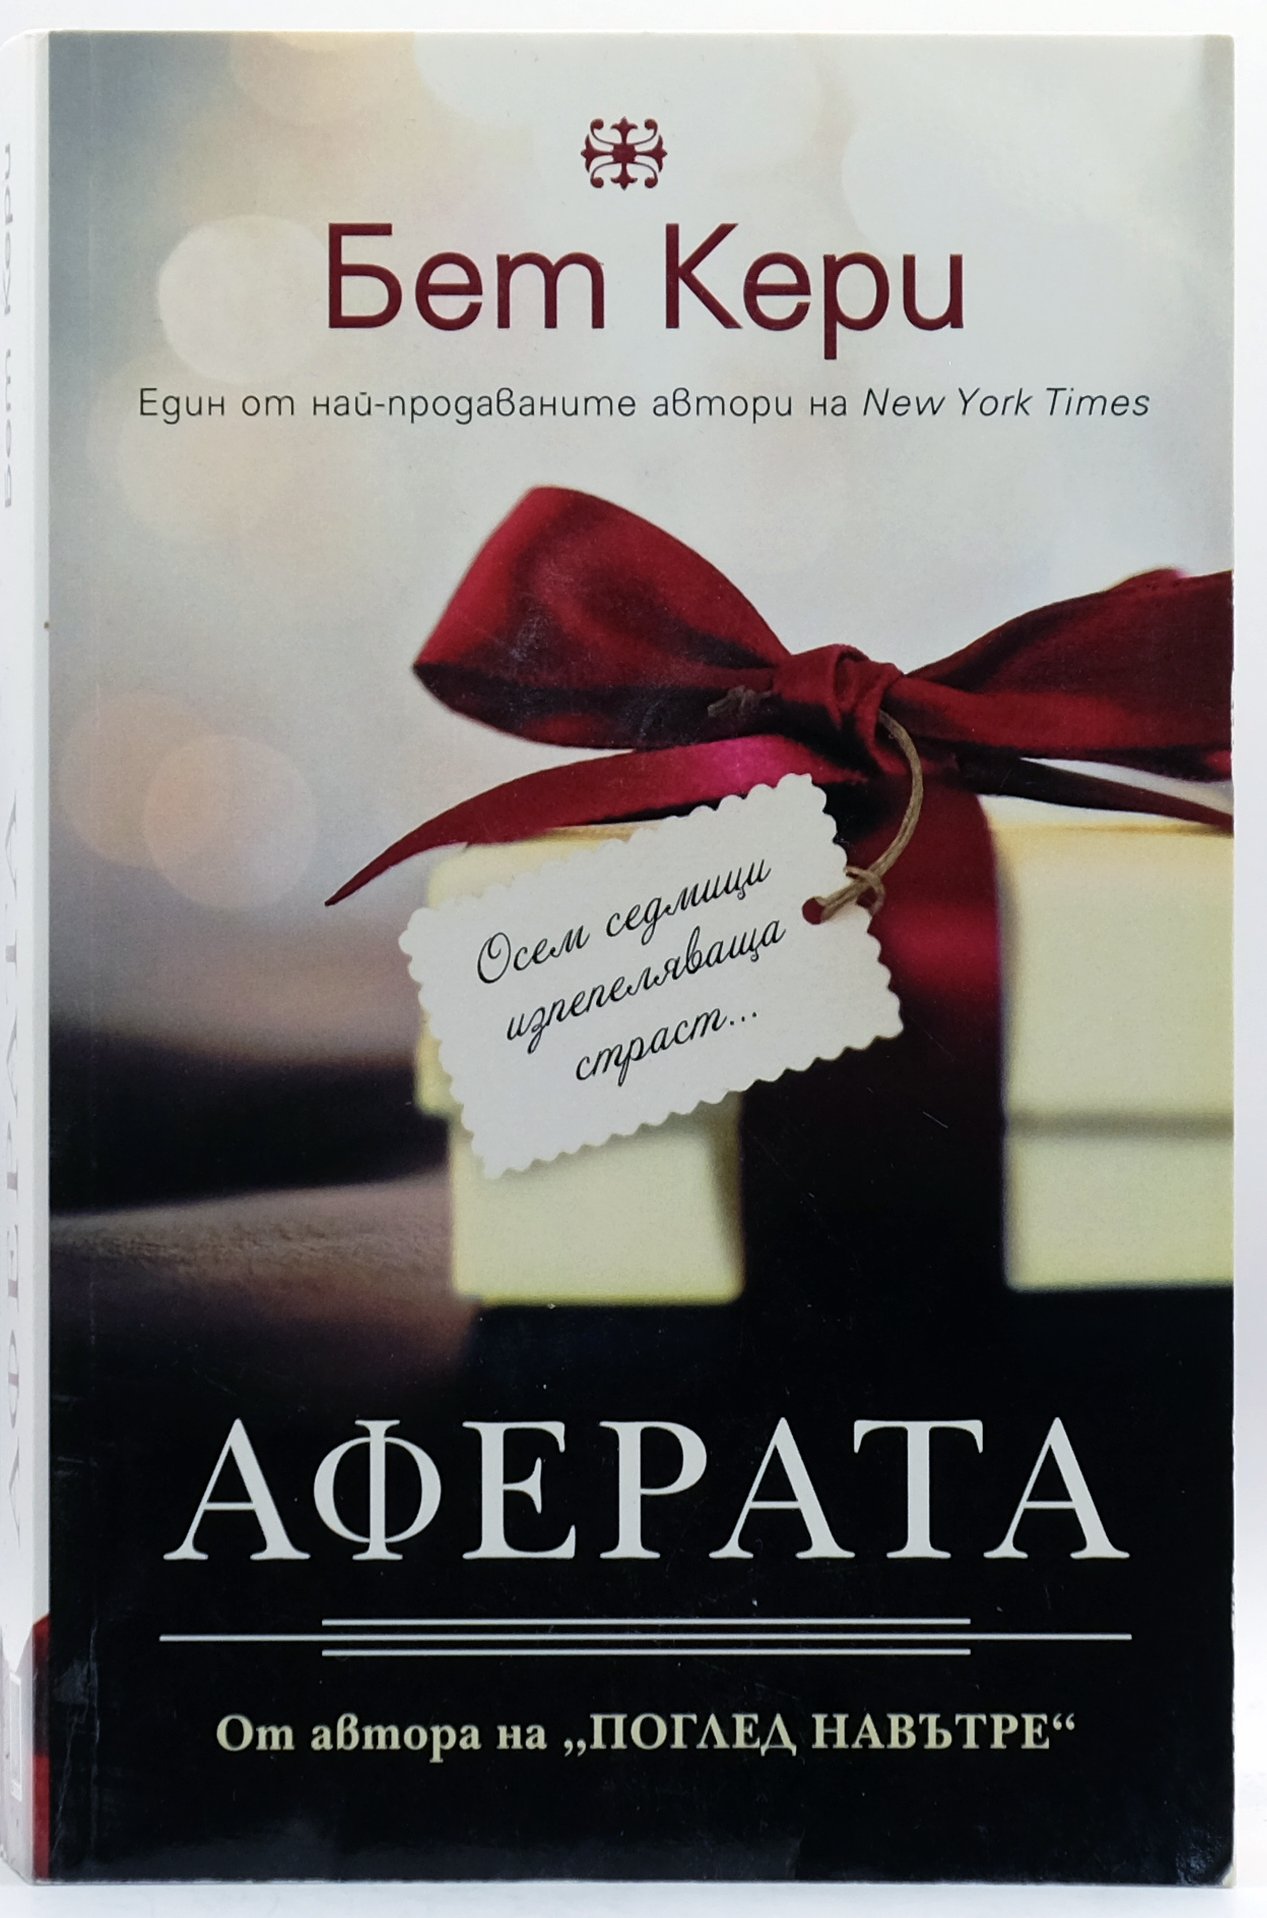 Бет Кери
Един от най-продаваните автори на New York Times
Осем седмици
изпепеляваща
страст...
АФЕРАТА
От автора на „ПОГЛЕД НАВЪТРЕ“
Бет Кери
АФЕРАТА